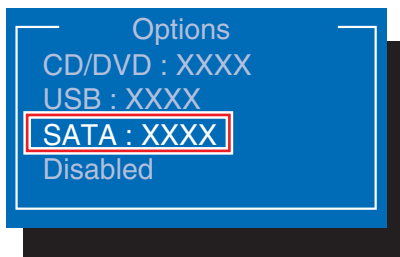 Options
CD/DVD : XXXX
USB : XXXX
SATA : XXXX
Disabled